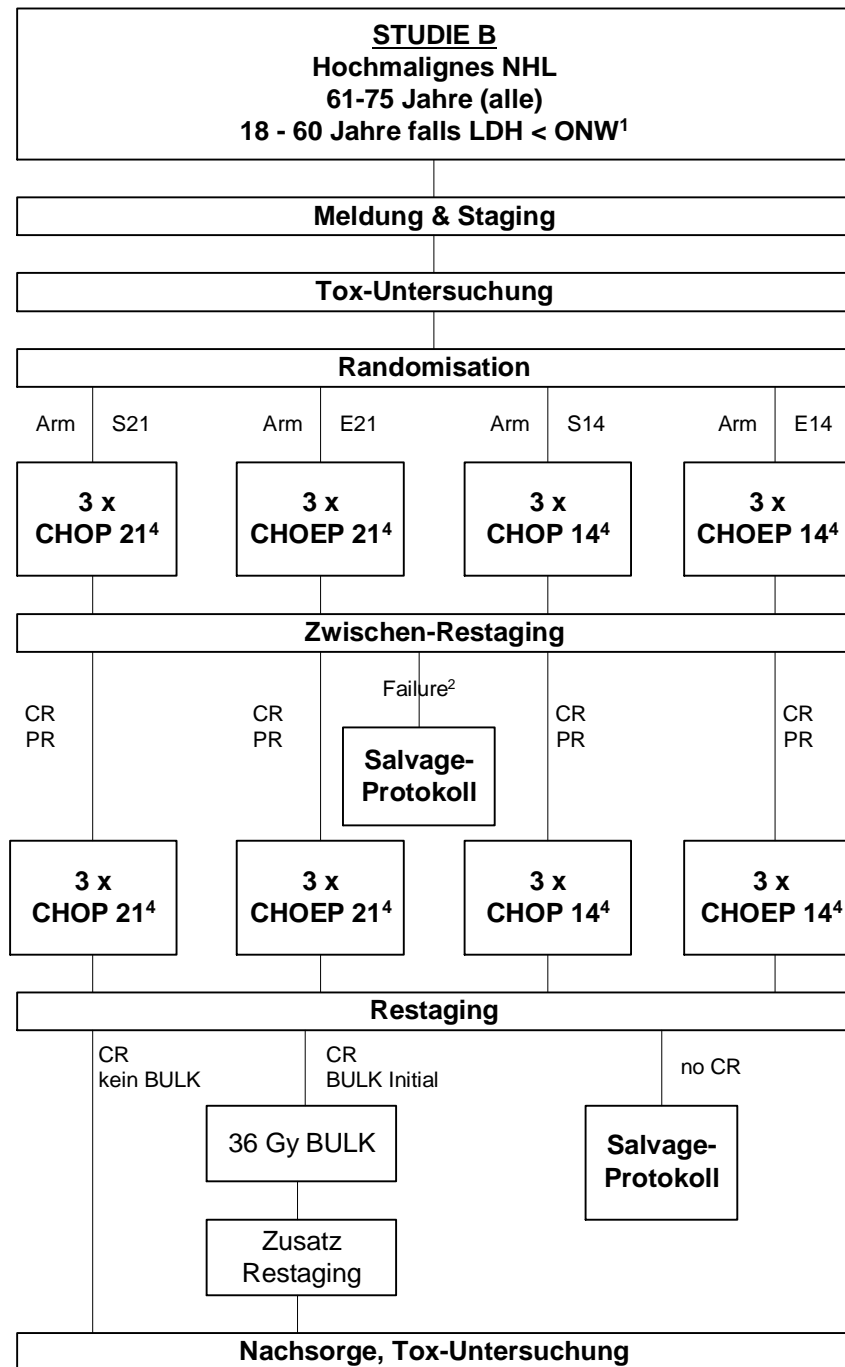 STUDIE B
Hochmalignes NHL
61-75 Jahre (alle)
18 - 60 Jahre falls LDH < ONW¹
Meldung & Staging
Tox-Untersuchung
Randomisation
Arm S21 Arm E21 Arm S14 Arm E14
3 x 3 x 3 x 3 x
CHOP 21⁴ CHOEP 21⁴ CHOP 14⁴ CHOEP 14⁴
Zwischen-Restaging
Failure²
CR CR CR CR
PR PR PR PR
Salvage-
Protokoll
3 x 3 x 3 x 3 x
CHOP 21⁴ CHOEP 21⁴ CHOP 14⁴ CHOEP 14⁴
Restaging
CR CR no CR
kein BULK BULK Initial
36 Gy BULK
Salvage-
Protokoll
Zusatz
Restaging
Nachsorge, Tox-Untersuchung